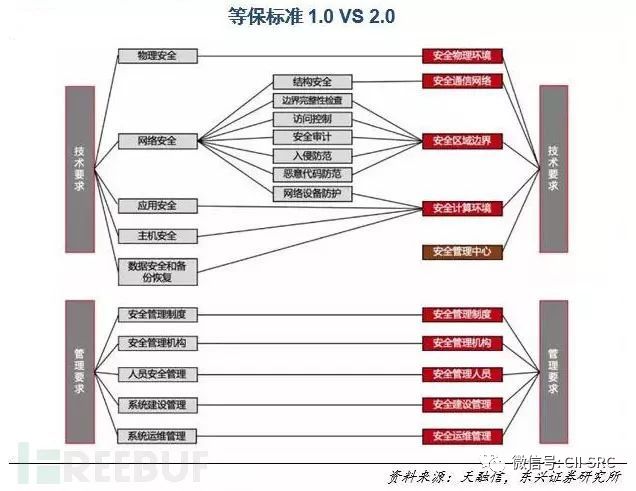 等保标准 1.0 VS 2.0
技术要求
物理安全
网络安全
应用安全
主机安全
数据安全和备
份恢复
结构安全
边界完整性检查
访问控制
安全审计
入侵防范
恶意代码防范
网络设备防护
安全物理环境
安全通信网络
安全区域边界
安全计算环境
安全管理中心
技术要求
管理要求
安全管理制度
安全管理机构
人员安全管理
系统建设管理
系统运维管理
安全管理制度
安全管理机构
安全管理人员
安全建设管理
安全运维管理
管理要求
REEBUF
微信号: CII-SRC
资料来源：天融信，东兴证券研究所